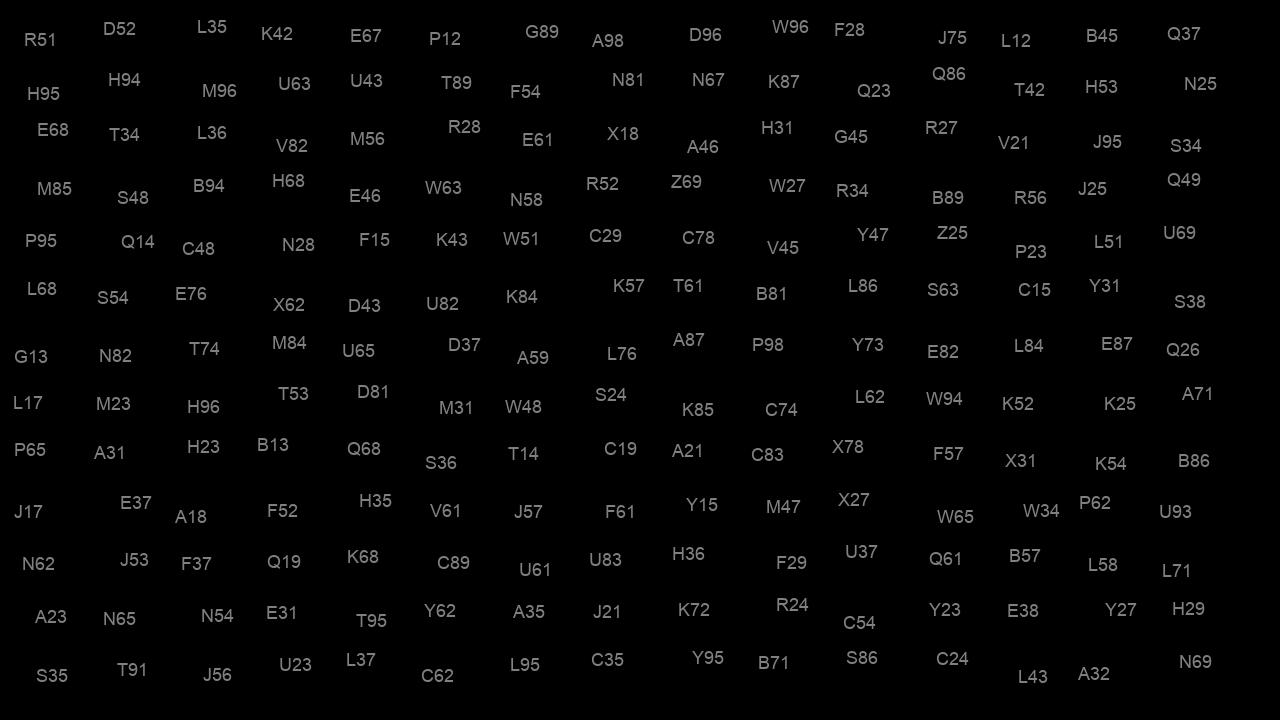 R51 D52 L35 K42 E67 P12 G89 A98 D96 W96 F28 J75 L12 B45 Q37
H95 H94 M96 U63 U43 T89 F54 N81 N67 K87 Q23 Q86 T42 H53 N25
E68 T34 L36 V82 M56 R28 E61 X18 A46 H31 G45 R27 V21 J95 S34
M85 S48 B94 H68 E46 W63 N58 R52 Z69 W27 R34 B89 R56 J25 Q49
P95 Q14 C48 N28 F15 K43 W51 C29 C78 V45 Y47 Z25 P23 L51 U69
L68 S54 E76 X62 D43 U82 K84 K57 T61 B81 L86 S63 C15 Y31 S38
G13 N82 T74 M84 U65 D37 A59 L76 A87 P98 Y73 E82 L84 E87 Q26
L17 M23 H96 T53 D81 M31 W48 S24 K85 C74 L62 W94 K52 K25 A71
P65 A31 H23 B13 Q68 S36 T14 C19 A21 C83 X78 F57 X31 K54 B86
J17 E37 A18 F52 H35 V61 J57 F61 Y15 M47 X27 W65 W34 P62 U93
N62 J53 F37 Q19 K68 C89 U61 U83 H36 F29 U37 Q61 B57 L58 L71
A23 N65 N54 E31 T95 Y62 A35 J21 K72 R24 C54 Y23 E38 Y27 H29
S35 T91 J56 U23 L37 C62 L95 C35 Y95 B71 S86 C24 L43 A32 N69